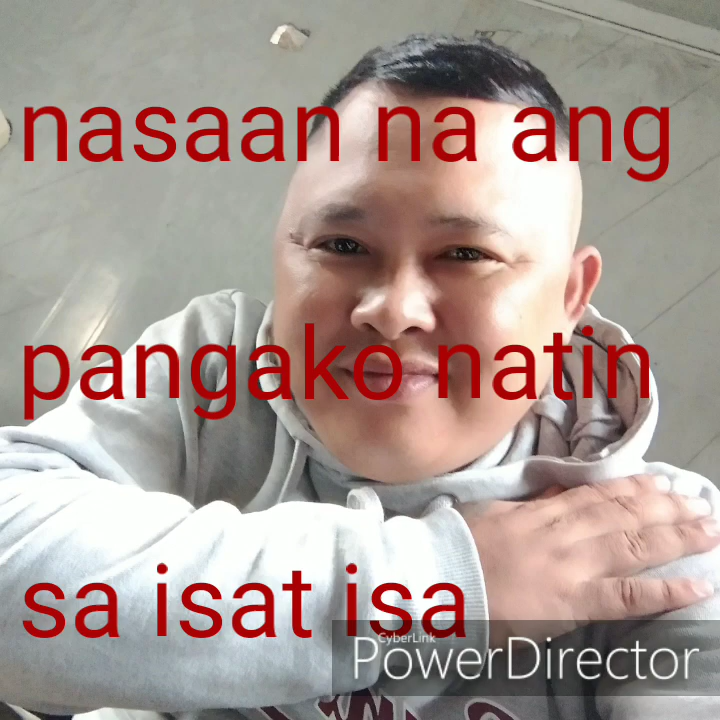 nasaan na ang
pangako natin
sa isat isa
CyberLink
PowerDirector